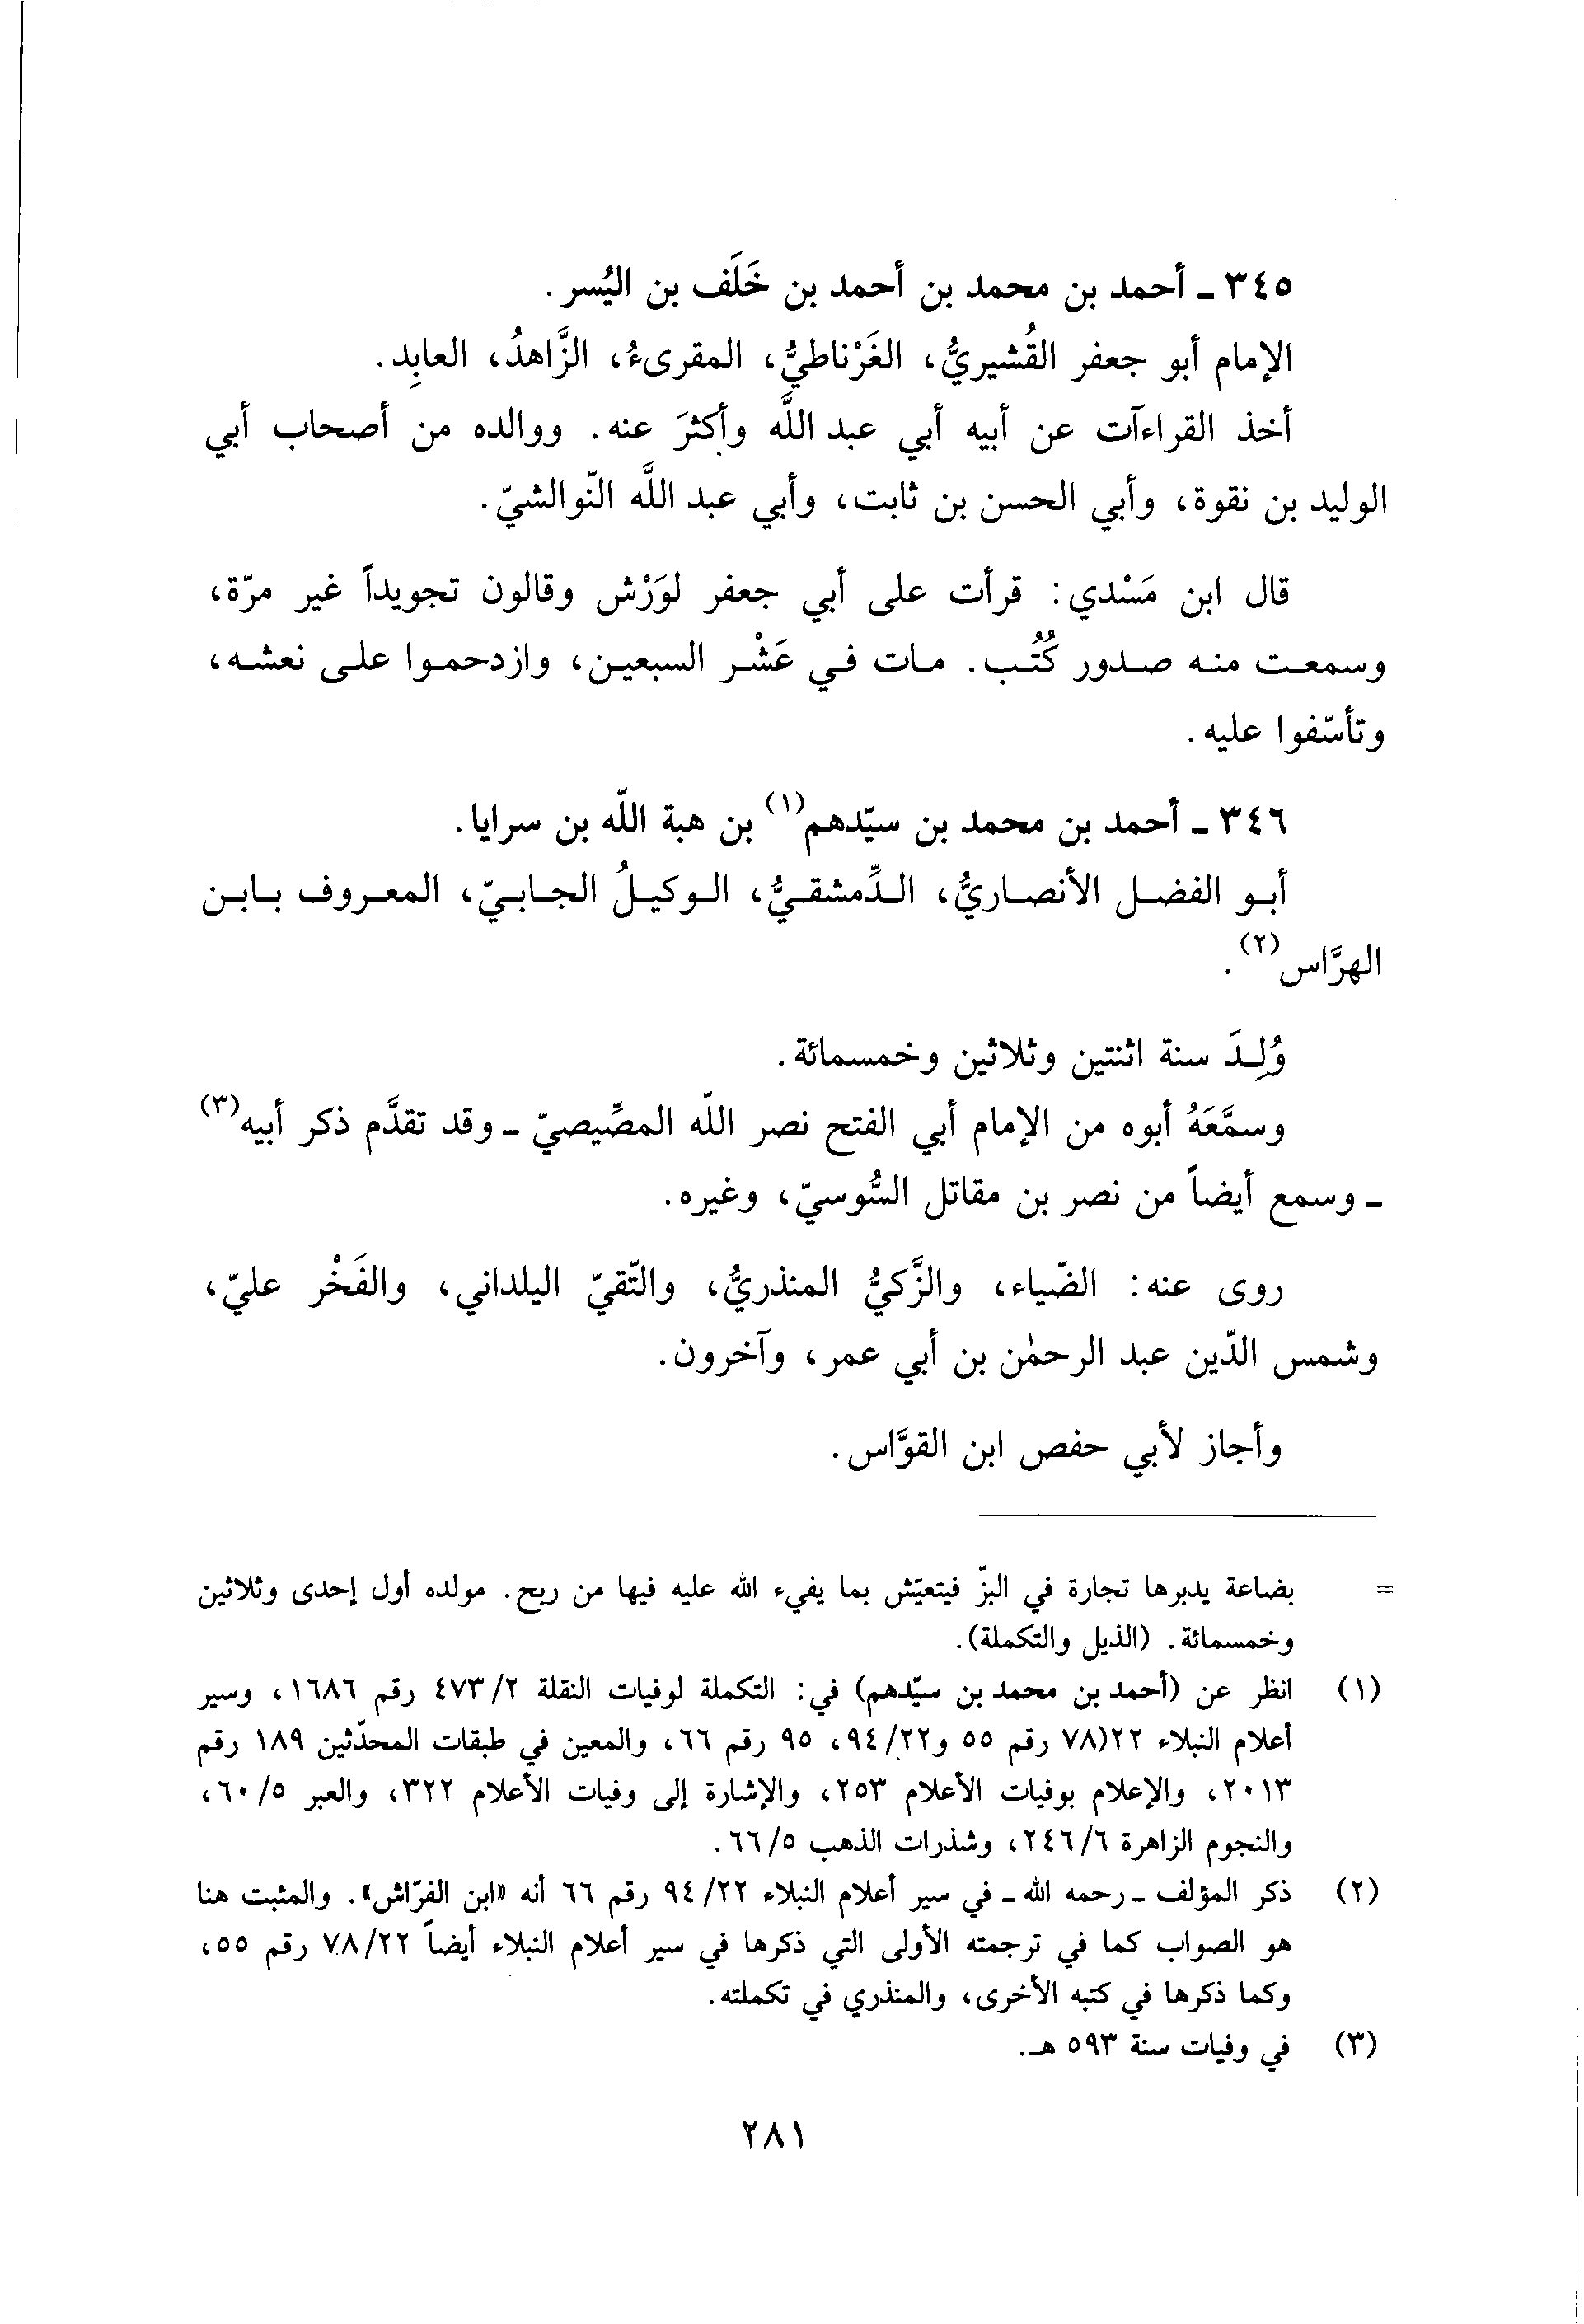 ٣٤٥ ـ أحمد بن محمد بن أحمد بن خَلَف بن اليُسر.
الإمام أبو جعفر القُشيريُّ، الغَرْناطيُّ، المقرىءُ، الزَّاهدُ، العابِد.
أخذ القراءآت عن أبيه أبي عبد اللَّه وأكثرَ عنه. ووالده من أصحاب أبي
الوليد بن نقوة، وأبي الحسن بن ثابت، وأبي عبد اللَّه النّوالشيّ.
قال ابن مَسْدي: قرأت على أبي جعفر لوَرْش وقالون تجويداً غير مرّة،
وسمعت منه صدور كُتُب. مات في عَشْر السبعين، وازدحموا على نعشه،
وتأسّفوا عليه.
٣٤٦ ـ أحمد بن محمد بن سيّدهم(١) بن هبة اللّه بن سرايا.
أبو الفضل الأنصاريُّ، الدِّمشقيُّ، الوكيلُ الجابيّ، المعروف بابن
الهرَّاس(٢).
وُلِدَ سنة اثنتين وثلاثين وخمسمائة.
وسمَّعَهُ أبوه من الإمام أبي الفتح نصر اللّه المصِّيصيّ ـ وقد تقدَّم ذكر أبيه(٣)
ـ وسمع أيضاً من نصر بن مقاتل السُّوسيّ، وغيره.
روى عنه: الضّياء، والزَّكيُّ المنذريُّ، والتّقيّ اليلداني، والفَخْر عليّ،
وشمس الدّين عبد الرحمٰن بن أبي عمر، وآخرون.
وأجاز لأبي حفص ابن القوَّاس.
= بضاعة يدبرها تجارة في البزّ فيتعيّش بما يفيء الله عليه فيها من ربح. مولده أول إحدى وثلاثين
وخمسمائة. (الذيل والتكملة).
(١) انظر عن (أحمد بن محمد بن سيّدهم) في: التكملة لوفيات النقلة ٤٧٣/٢ رقم ١٦٨٦، وسير
أعلام النبلاء ٢٢(٧٨ رقم ٥٥ و٩٤/٢٢، ٩٥ رقم ٦٦، والمعين في طبقات المحدّثين ١٨٩ رقم
٢٠١٣، والإعلام بوفيات الأعلام ٢٥٣، والإشارة إلى وفيات الأعلام ٣٢٢، والعبر ٦٠/٥،
والنجوم الزاهرة ٢٤٦/٦، وشذرات الذهب ٦٦/٥.
(٢) ذكر المؤلف ـ رحمه الله ـ في سير أعلام النبلاء ٩٤/٢٢ رقم ٦٦ أنه «ابن الفرّاش». والمثبت هنا
هو الصواب كما في ترجمته الأولى التي ذكرها في سير أعلام النبلاء أيضاً ٧٨/٢٢ رقم ٥٥،
وكما ذكرها في كتبه الأخرى، والمنذري في تكملته.
(٣) في وفيات سنة ٥٩٣ هـ.
٢٨١